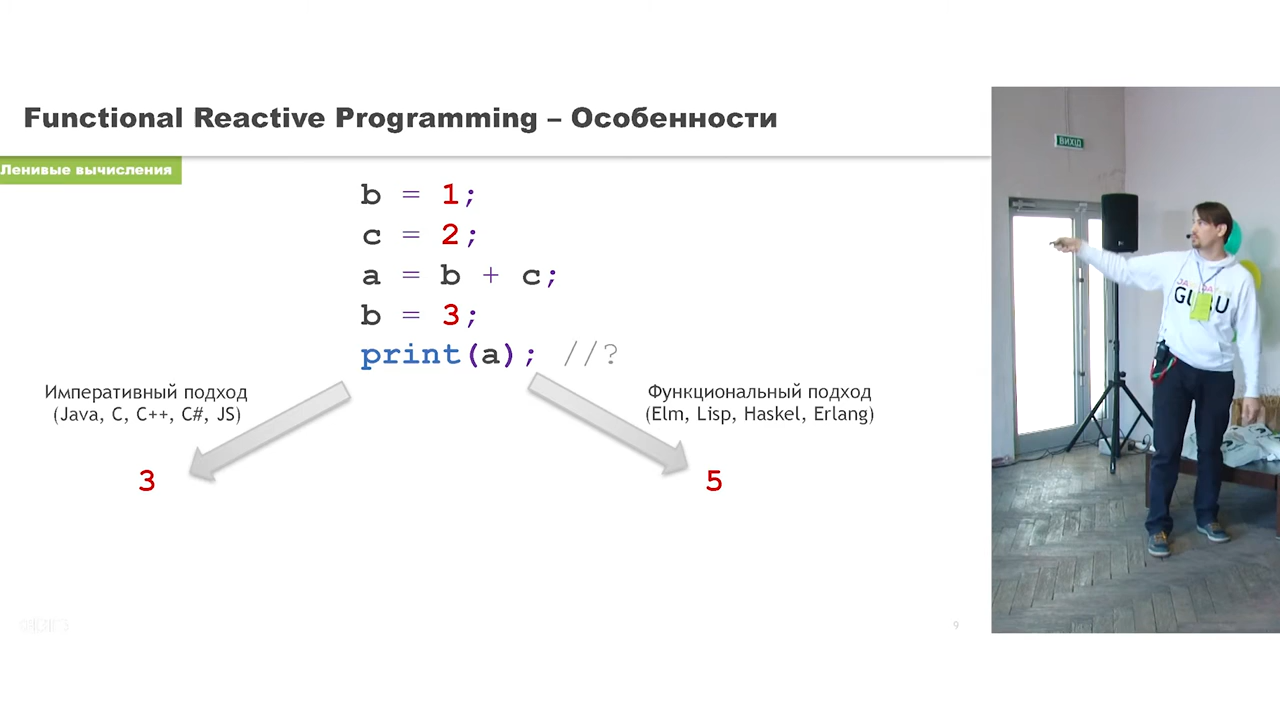 Functional Reactive Programming – Особенности
Ленивые вычисления
b = 1;
c = 2;
a = b + c;
b = 3;
print(a); //?
Императивный подход
(Java, C, C++, C#, JS)
Функциональный подход
(Elm, Lisp, Haskel, Erlang)
3
5
9
ВИХІД